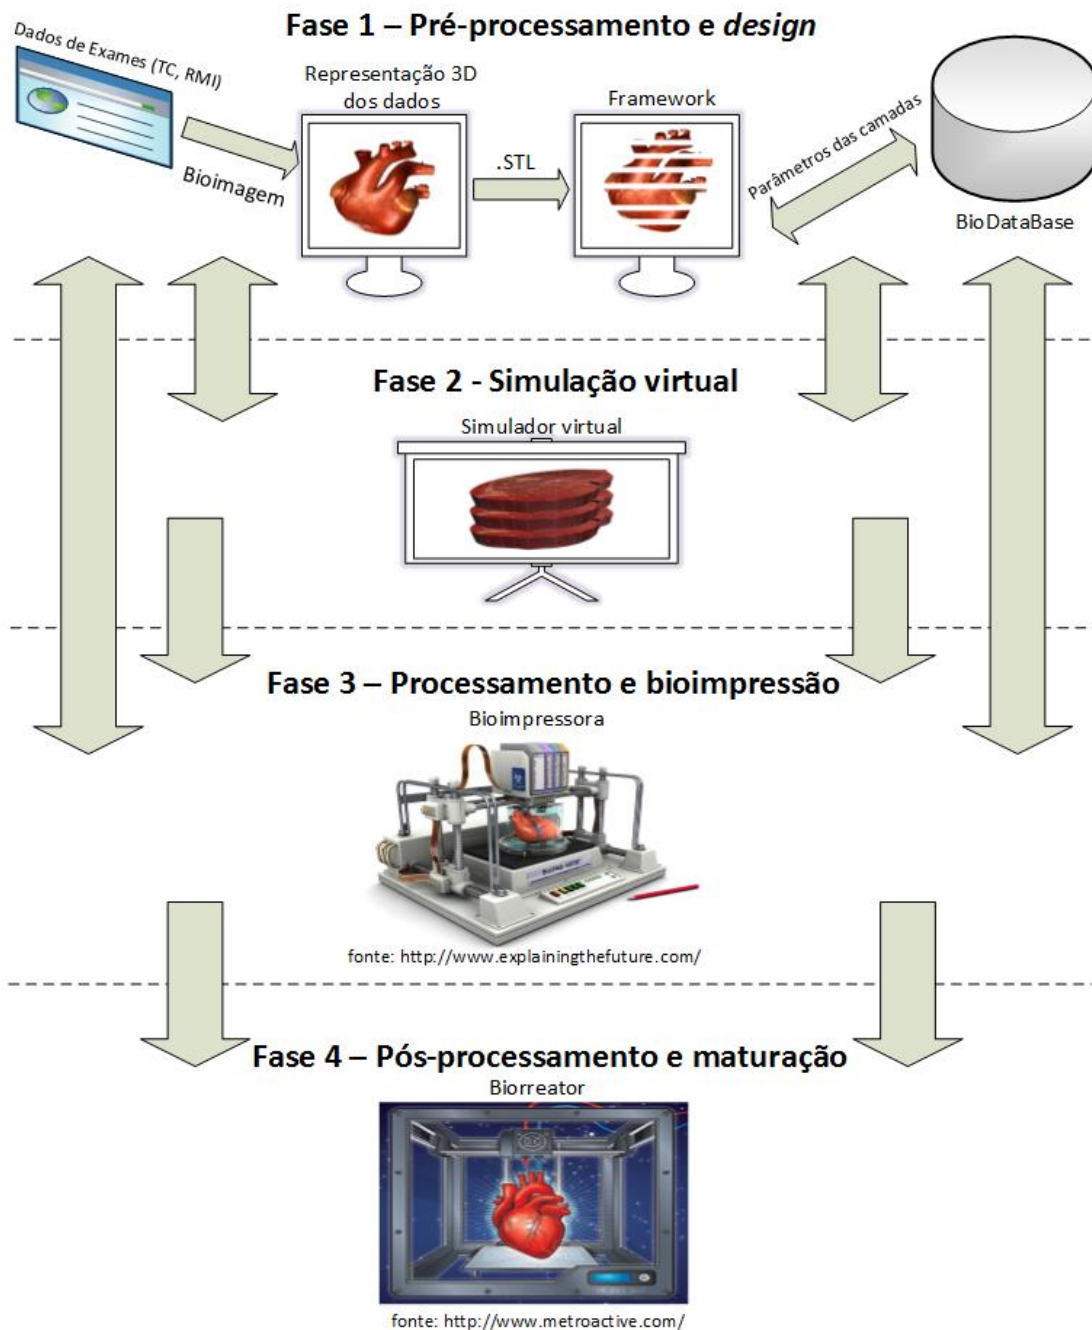 Fase 1 – Pré-processamento e design
Dados de Exames (TC, RMI)
Bioimagem
Representação 3D
dos dados
.STL
Framework
Parâmetros das camadas
BioDataBase
Fase 2 - Simulação virtual
Simulador virtual
Fase 3 – Processamento e bioimpressão
Bioimpressora
fonte: http://www.explainingthefuture.com/
Fase 4 – Pós-processamento e maturação
Biorreator
fonte: http://www.metroactive.com/